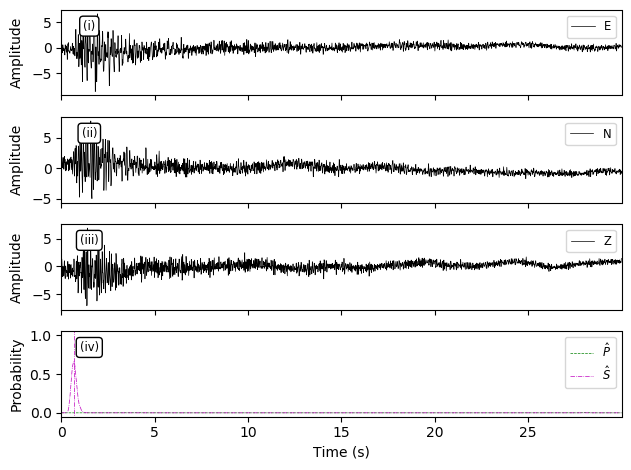 5
0
−5
Amplitude
(i)
E
5
0
−5
Amplitude
(ii)
N
5
0
−5
Amplitude
(iii)
Z
1.0
0.5
0.0
Probability
(iv)
P̂
Ŝ
0 5 10 15 20 25
Time (s)